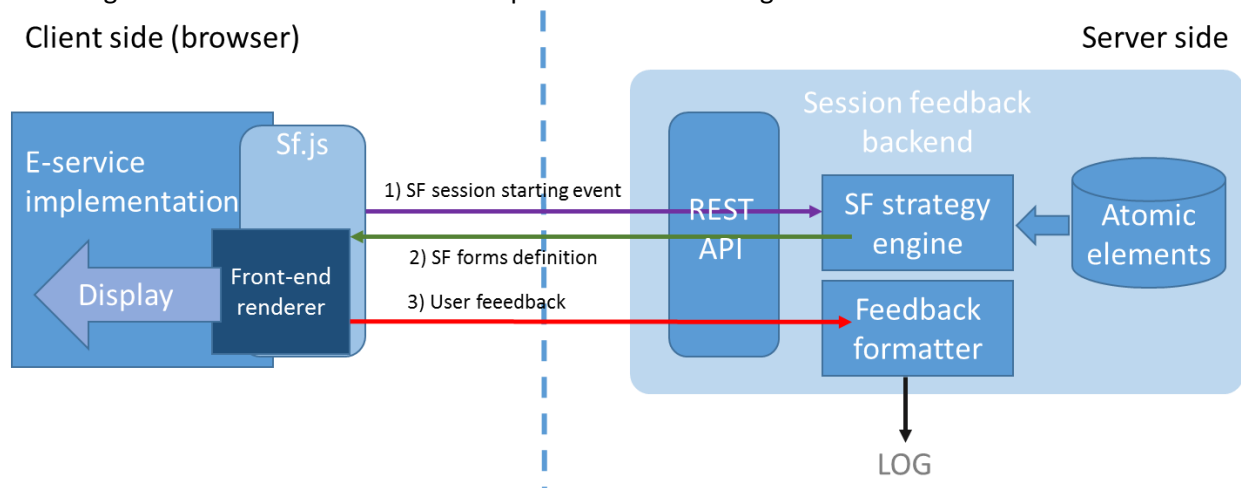 Client side (browser)
Server side
E-service
implementation
Sf.js
Front-end
renderer
Display
1) SF session starting event
2) SF forms definition
3) User feeedback
REST
API
Session feedback
backend
SF strategy
engine
Atomic
elements
Feedback
formatter
LOG